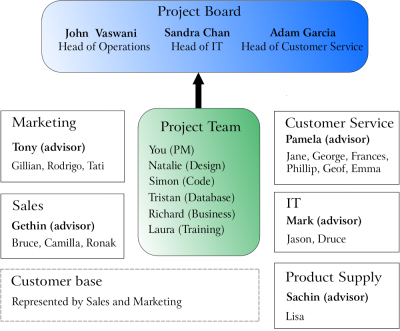 Project Board
John Vaswani
Head of Operations
Sandra Chan
Head of IT
Adam Garcia
Head of Customer Service
Marketing
Tony (advisor)
Gillian, Rodrigo, Tati
Sales
Gethin (advisor)
Bruce, Camilla, Ronak
Customer base
Represented by Sales and Marketing
Project Team
You (PM)
Natalie (Design)
Simon (Code)
Tristan (Database)
Richard (Business)
Laura (Training)
Customer Service
Pamela (advisor)
Jane, George, Frances,
Phillip, Geof, Emma
IT
Mark (advisor)
Jason, Druce
Product Supply
Sachin (advisor)
Lisa